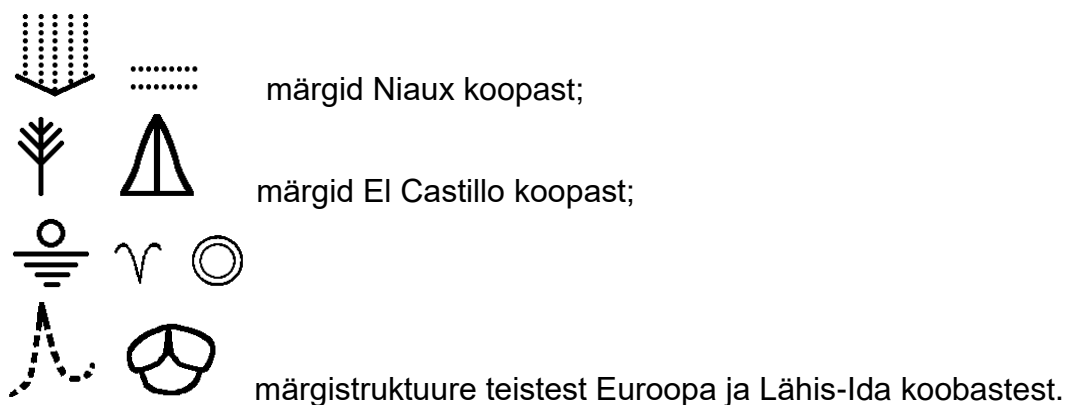 märgid Niaux koopast;
märgid El Castillo koopast;
märgistruktuure teistest Euroopa ja Lähis-Ida koobastest.